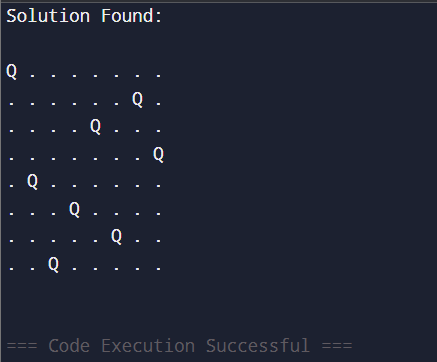 Solution Found:
Q . . . . . . .
. . . . . . Q .
. . . . Q . . .
. . . . . . . Q
. Q . . . . . .
. . . Q . . . .
. . . . . Q . .
. . Q . . . . .
=== Code Execution Successful ===